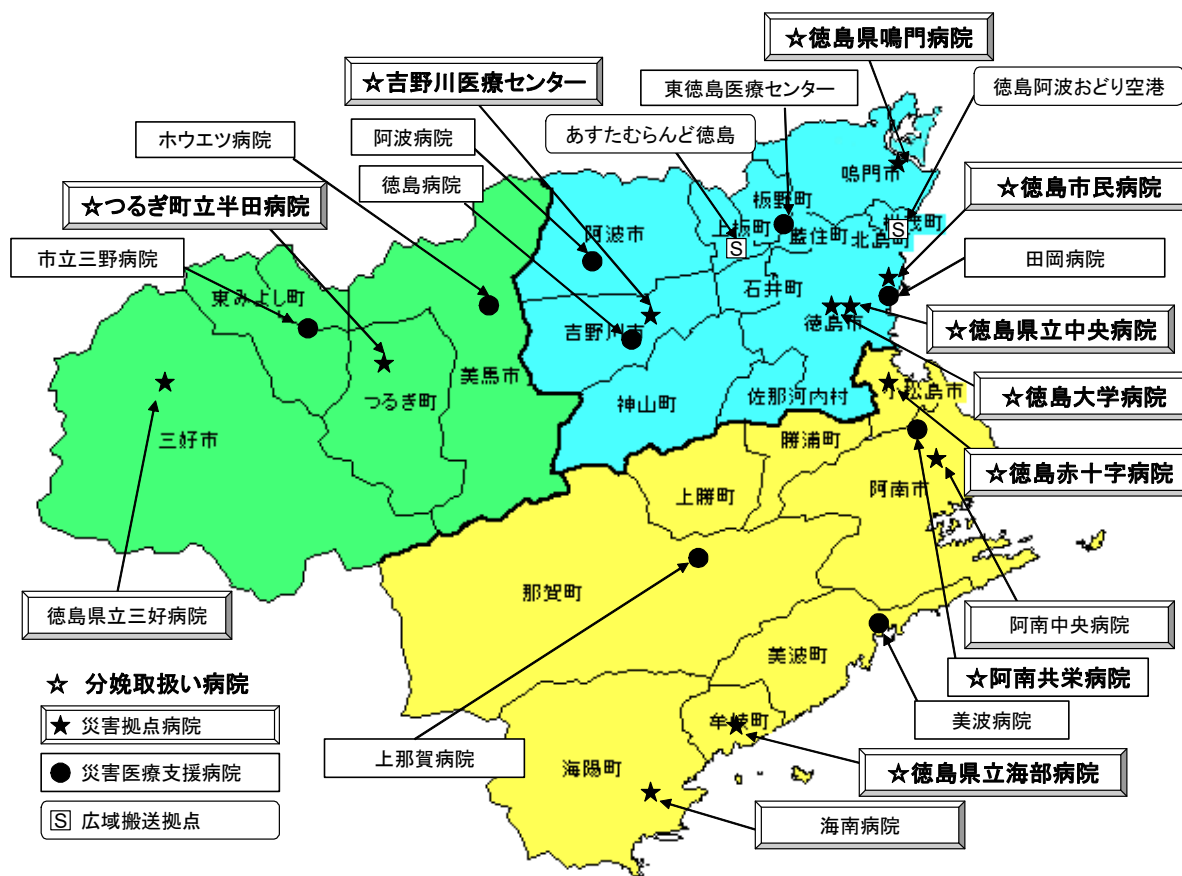 ☆徳島県鳴門病院
☆吉野川医療センター
東徳島医療センター
徳島阿波おどり空港
ホウエツ病院
阿波病院
あすたむらんど徳島
徳島病院
☆徳島市民病院
☆つるぎ町立半田病院
市立三野病院
田岡病院
☆徳島県立中央病院
☆徳島大学病院
☆徳島赤十字病院
鳴門市
板野町
上板町
藍住町
北島町
松茂町
阿波市
石井町
徳島市
吉野川市
東みよし町
美馬市
つるぎ町
三好市
神山町
佐那河内村
小松島市
勝浦町
上勝町
阿南市
那賀町
美波町
牟岐町
海陽町
S
S
徳島県立三好病院
阿南中央病院
☆阿南共栄病院
美波病院
上那賀病院
☆徳島県立海部病院
海南病院
☆ 分娩取扱い病院
★ 災害拠点病院
● 災害医療支援病院
S 広域搬送拠点